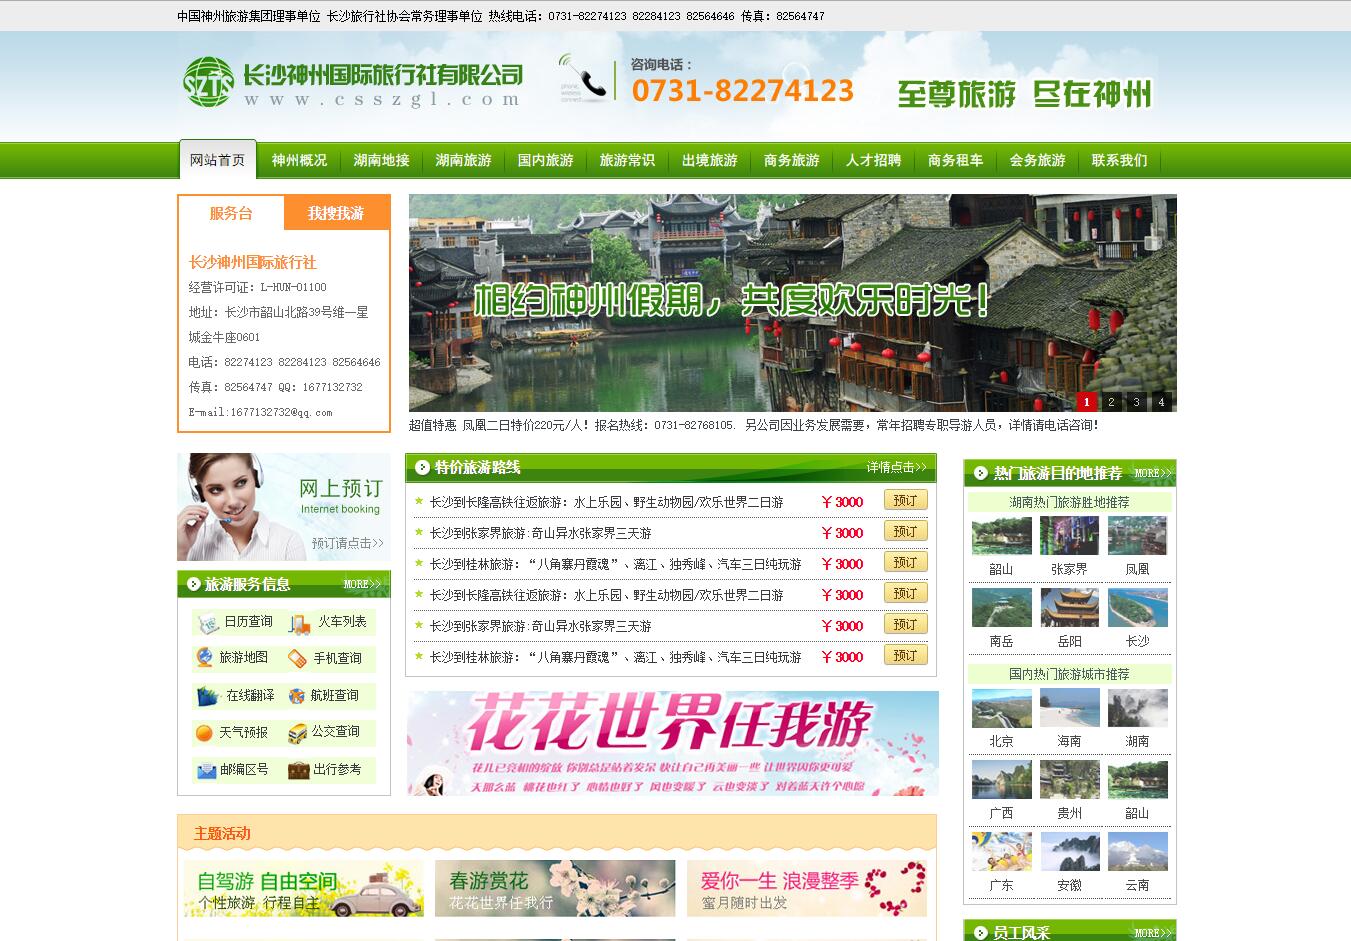 中国神州旅游集团理事单位 长沙旅行社协会常务理事单位 热线电话：0731-82274123 82284123 82564646 传真：82564747
SZTS
长沙神州国际旅行社有限公司
www.csszgl.com
phone wireless connect
咨询电话：
0731-82274123
至尊旅游 尽在神州
网站首页 神州概况 湖南地接 湖南旅游 国内旅游 旅游常识 出境旅游 商务旅游 人才招聘 商务租车 会务旅游 联系我们
服务台 我搜我游
长沙神州国际旅行社
经营许可证：L-HUN-01100
地址：长沙市韶山北路39号维一星
城金牛座0601
电话：82274123 82284123 82564646
传真：82564747 QQ：1677132732
E-mail:1677132732@qq.com
相约神州假期，共度欢乐时光！
1 2 3 4
超值特惠 凤凰二日特价220元/人！报名热线：0731-82768105. 另公司因业务发展需要，常年招聘专职导游人员，详情请电话咨询！
网上预订
Internet booking
预订请点击>>
旅游服务信息 MORE>>
日历查询 火车列表
旅游地图 手机查询
在线翻译 航班查询
天气预报 公交查询
邮编区号 出行参考
特价旅游路线 详情点击>>
长沙到长隆高铁往返旅游：水上乐园、野生动物园/欢乐世界二日游 ￥3000 预订
长沙到张家界旅游:奇山异水张家界三天游 ￥3000 预订
长沙到桂林旅游：“八角寨丹霞魂”、漓江、独秀峰、汽车三日纯玩游 ￥3000 预订
长沙到长隆高铁往返旅游：水上乐园、野生动物园/欢乐世界二日游 ￥3000 预订
长沙到张家界旅游:奇山异水张家界三天游 ￥3000 预订
长沙到桂林旅游：“八角寨丹霞魂”、漓江、独秀峰、汽车三日纯玩游 ￥3000 预订
花花世界任我游
花儿已竞相的绽放 你别总是站着发呆 快让自己再美丽一些 让世界因你更可爱
天那么蓝 桃花也红了 心情也好了 风也变暖了 云也变淡了 对着蓝天许个心愿
热门旅游目的地推荐 MORE>>
湖南热门旅游胜地推荐
韶山 张家界 凤凰
南岳 岳阳 长沙
国内热门旅游城市推荐
北京 海南 湖南
广西 贵州 韶山
广东 安徽 云南
主题活动
自驾游 自由空间
个性旅游 行程自主
春游赏花
花花世界任我行
爱你一生 浪漫整季
蜜月随时出发
员工风采 MORE>>